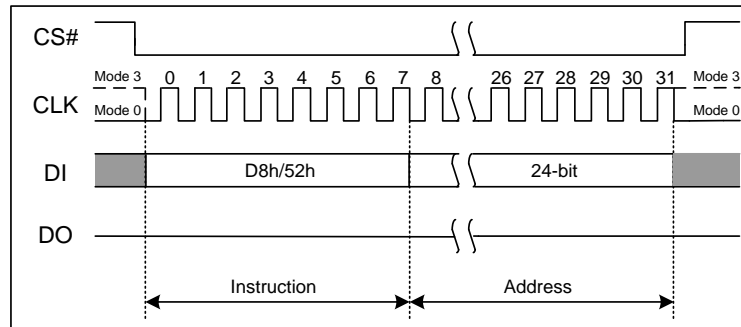 CS#
Mode 3 0 1 2 3 4 5 6 7 8 26 27 28 29 30 31 Mode 3
CLK
Mode 0 Mode 0
DI D8h/52h 24-bit
DO
Instruction Address